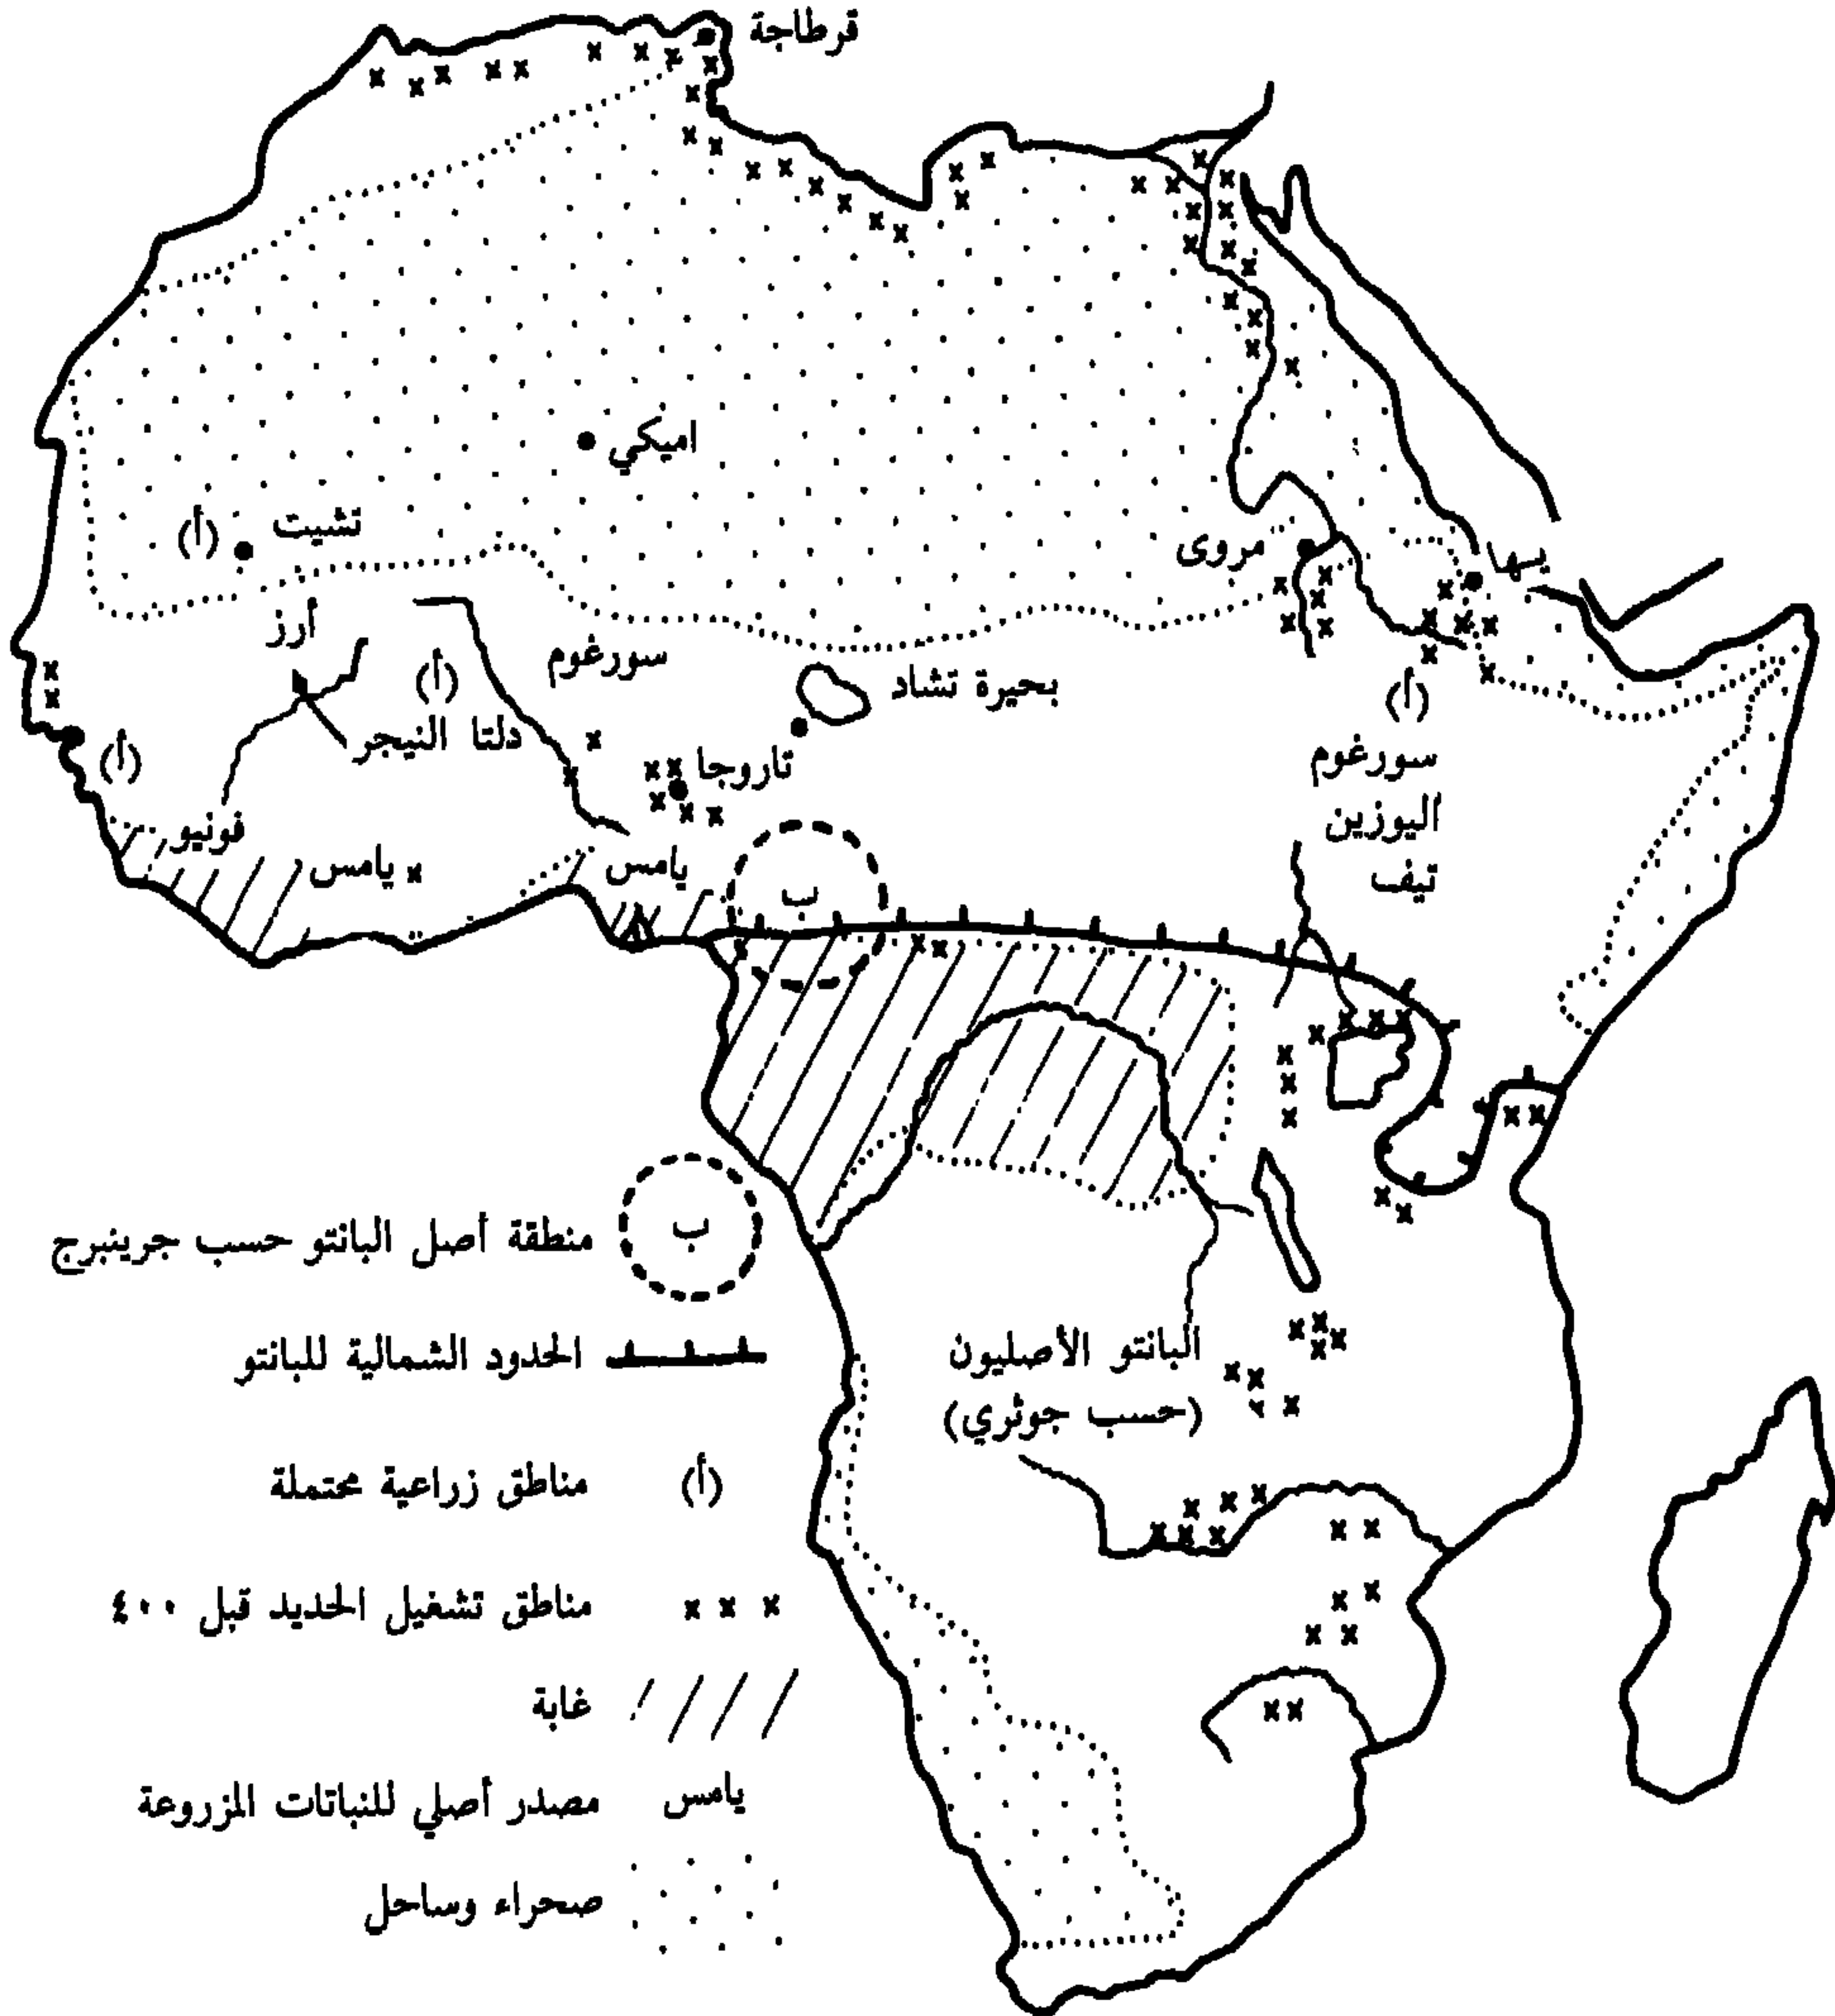 قرطاجة
اميكي
تشيت
(أ)
مروى
يبها
أرز
(أ)
سورغوم
بحيرة تشاد
(أ)
دلتا النيجر
(أ)
تاروجا
سورغوم
اليوزين
تيف
فونيو
يامس
يامس
ب
البانتو الأصليون
(حسب جوثري)
ب منطقة أصل البانتو حسب جرينبرج
الحدود الشمالية للبانتو
(أ) مناطق زراعية محتملة
x x x مناطق تشغيل الحديد قبل ٤٠٠
غابة
يامس مصدر أصلي للنباتات المزروعة
صحراء وساحل